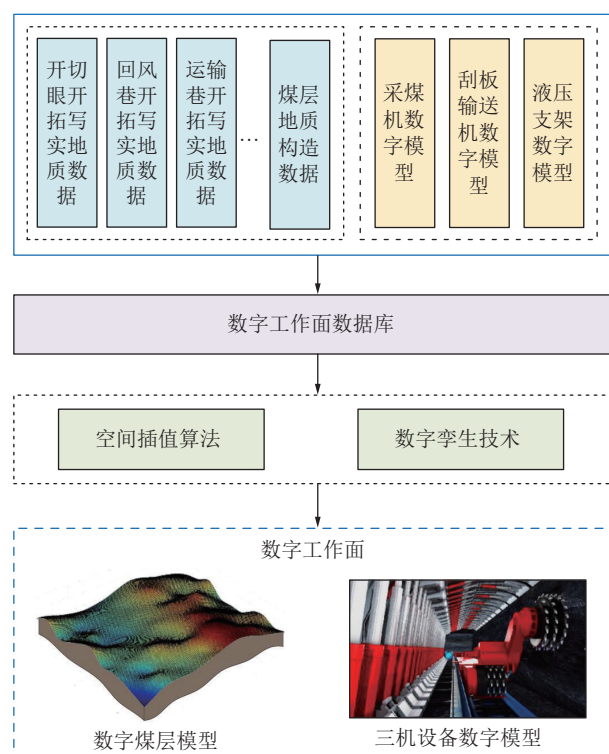 开切
眼开
拓写
实地
质数
据
回风
巷开
拓写
实地
质数
据
运输
巷开
拓写
实地
质数
据
…
煤层
地质
构造
数据
采煤
机数
字模
型
刮板
输送
机数
字模
型
液压
支架
数字
模型
数字工作面数据库
空间插值算法
数字孪生技术
数字工作面
数字煤层模型
三机设备数字模型